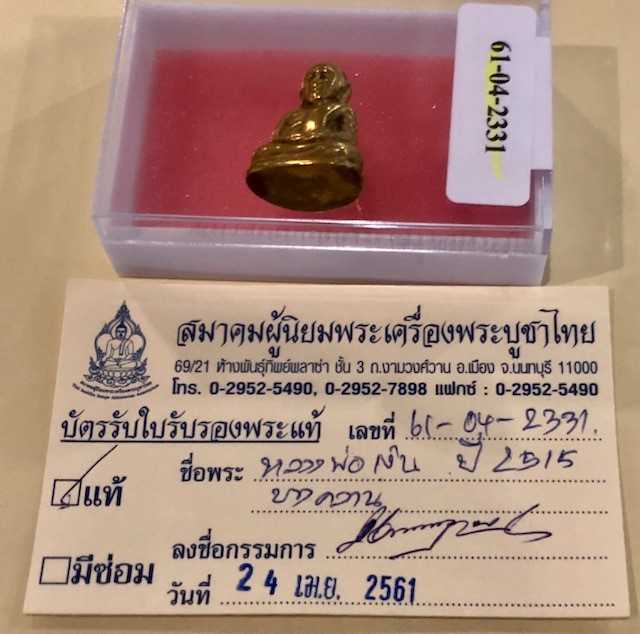 61-04-2331
สมาคมผู้นิยมพระเครื่องพระบูชาไทย
69/21 ห้างพันธุ์ทิพย์พลาซ่า ชั้น 3 ถ.งามวงศ์วาน อ.เมือง จ.นนทบุรี 11000
โทร. 0-2952-5490, 0-2952-7898 แฟกซ์ : 0-2952-5490
บัตรรับใบรับรองพระแท้ เลขที่ 61-04-2331.
แท้ ชื่อพระ หลวงพ่อเงิน ปี 2515
บางคลาน
มีซ่อม ลงชื่อกรรมการ
วันที่ 24 เม.ย. 2561